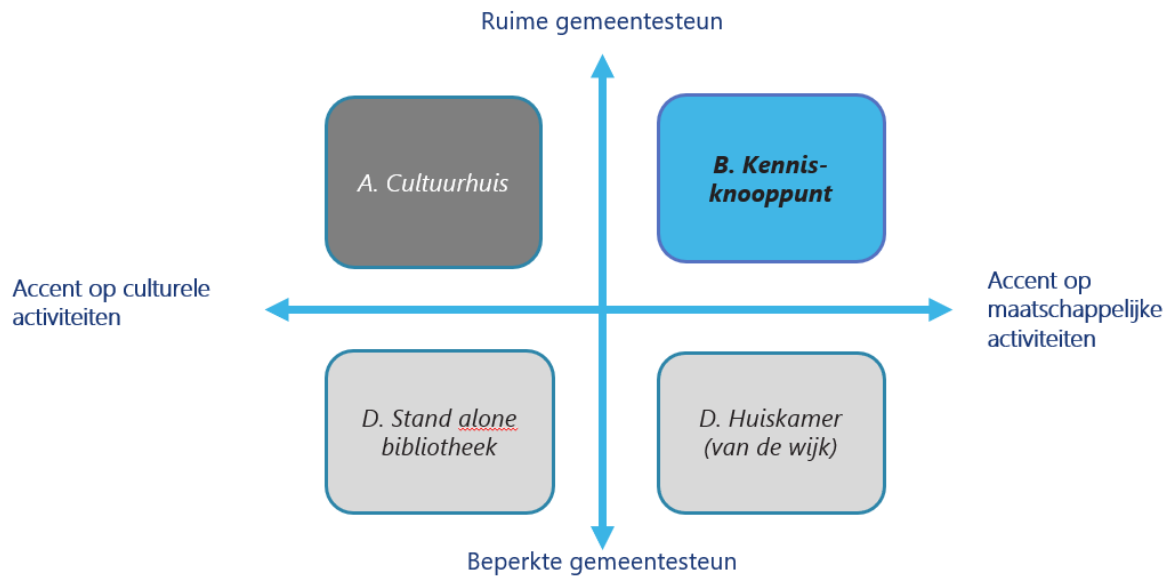 Ruime gemeentesteun
A. Cultuurhuis
B. Kennis-
knooppunt
Accent op culturele
activiteiten
Accent op
maatschappelijke
activiteiten
D. Stand alone
bibliotheek
D. Huiskamer
(van de wijk)
Beperkte gemeentesteun